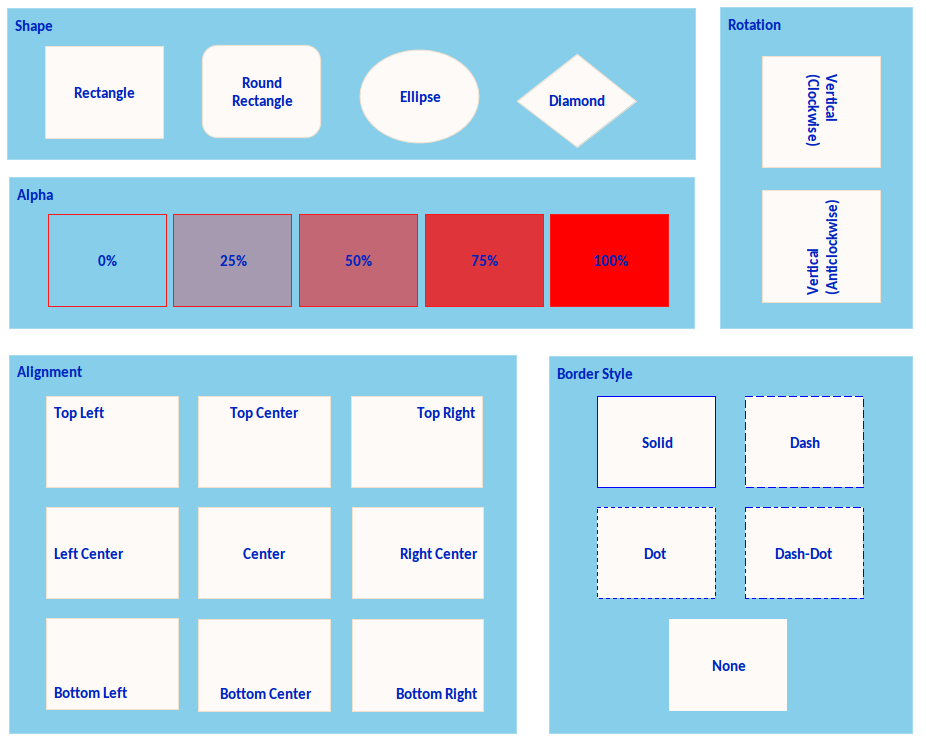 Shape
Rectangle
Round
Rectangle
Ellipse
Diamond
Rotation
Vertical
(Clockwise)
Vertical
(Anticlockwise)
Alpha
0%
25%
50%
75%
100%
Alignment
Top Left
Top Center
Top Right
Left Center
Center
Right Center
Bottom Left
Bottom Center
Bottom Right
Border Style
Solid
Dash
Dot
Dash-Dot
None